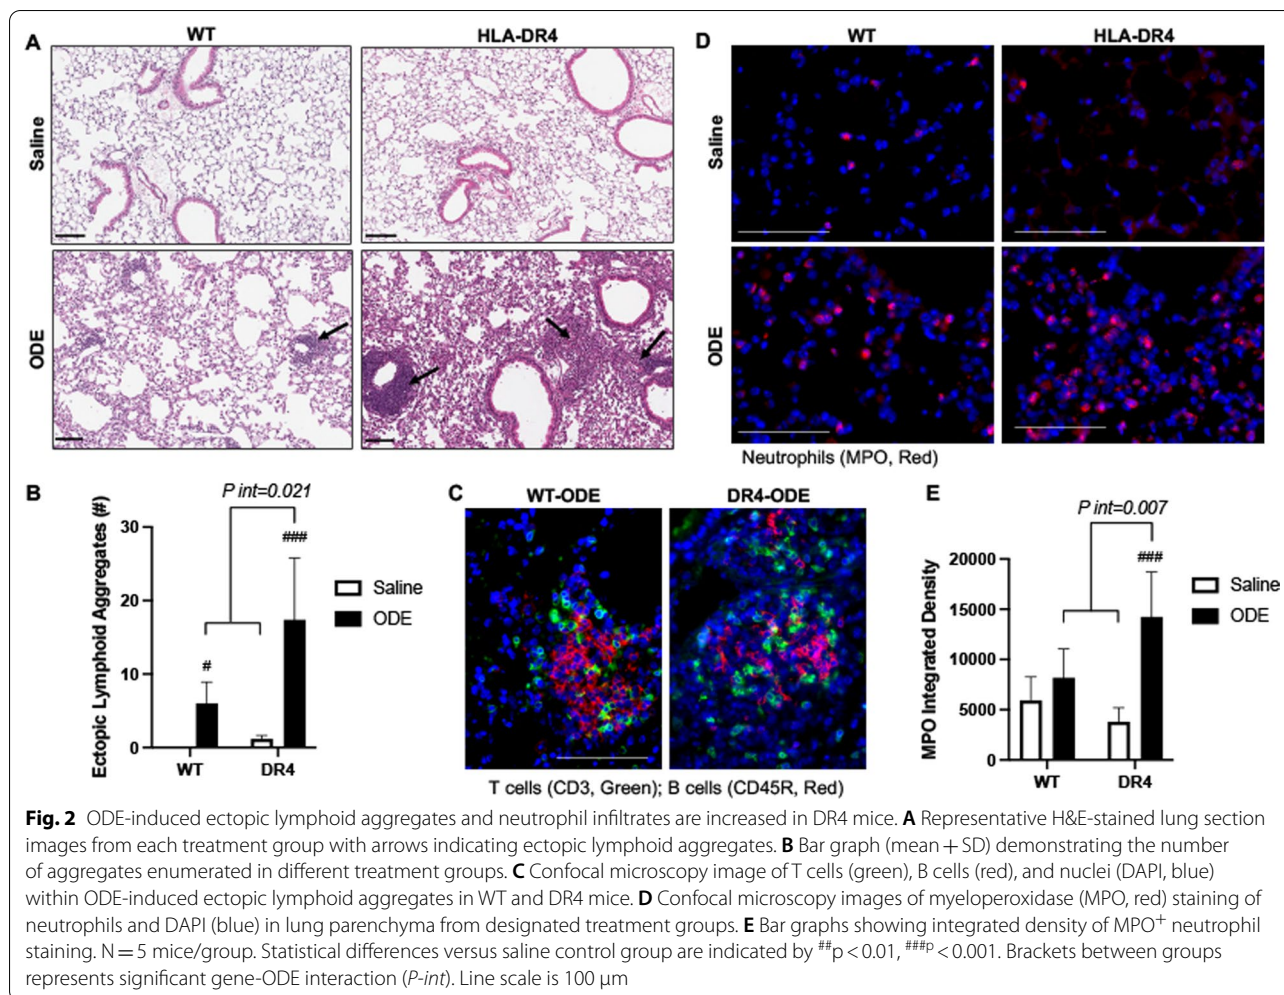 A
WT
HLA-DR4
Saline
ODE
D
WT
HLA-DR4
Saline
ODE
Neutrophils (MPO, Red)
B
P int=0.021
Ectopic Lymphoid Aggregates (#)
30
20
10
0
#
###
WT
DR4
Saline
ODE
C
WT-ODE
DR4-ODE
T cells (CD3, Green); B cells (CD45R, Red)
E
P int=0.007
MPO Integrated Density
20000
15000
10000
5000
0
###
WT
DR4
Saline
ODE
Fig. 2 ODE-induced ectopic lymphoid aggregates and neutrophil infiltrates are increased in DR4 mice. A Representative H&E-stained lung section
images from each treatment group with arrows indicating ectopic lymphoid aggregates. B Bar graph (mean + SD) demonstrating the number
of aggregates enumerated in different treatment groups. C Confocal microscopy image of T cells (green), B cells (red), and nuclei (DAPI, blue)
within ODE-induced ectopic lymphoid aggregates in WT and DR4 mice. D Confocal microscopy images of myeloperoxidase (MPO, red) staining of
neutrophils and DAPI (blue) in lung parenchyma from designated treatment groups. E Bar graphs showing integrated density of MPO⁺ neutrophil
staining. N = 5 mice/group. Statistical differences versus saline control group are indicated by ##p < 0.01, ###p < 0.001. Brackets between groups
represents significant gene-ODE interaction (P-int). Line scale is 100 µm